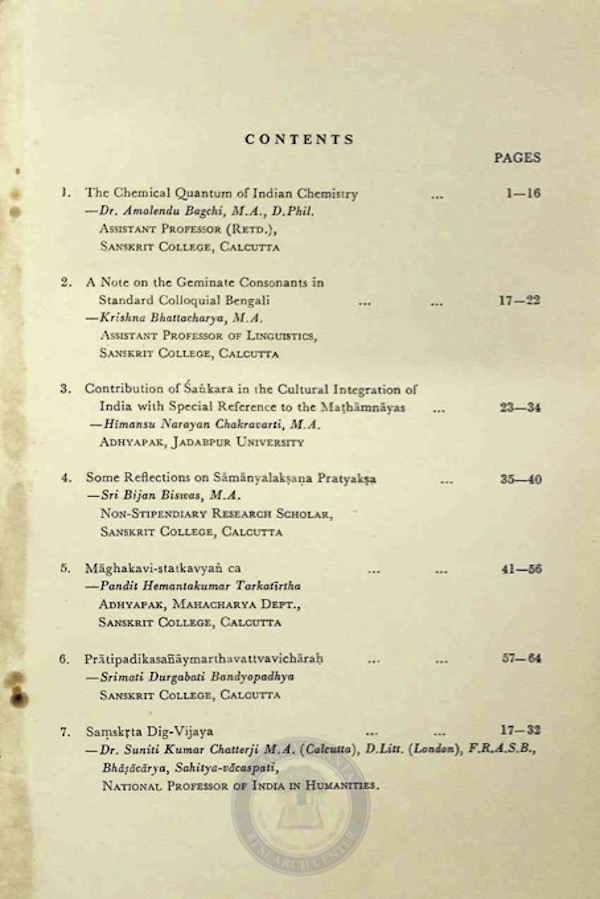 CONTENTS
PAGES
1. The Chemical Quantum of Indian Chemistry ... 1—16
—Dr. Amalendu Bagchi, M.A., D.Phil.
Assistant Professor (Retd.),
Sanskrit College, Calcutta
2. A Note on the Geminate Consonants in
Standard Colloquial Bengali ... ... 17—22
—Krishna Bhattacharya, M.A.
Assistant Professor of Linguistics,
Sanskrit College, Calcutta
3. Contribution of Śaṅkara in the Cultural Integration of
India with Special Reference to the Maṭhāmnāyas ... 23—34
—Himansu Narayan Chakravarti, M.A.
Adhyapak, Jadabpur University
4. Some Reflections on Sāmānyalakṣaṇa Pratyakṣa ... 35—40
—Sri Bijan Biswas, M.A.
Non-Stipendiary Research Scholar,
Sanskrit College, Calcutta
5. Māghakavi-statkavyañ ca ... ... 41—56
—Pandit Hemantakumar Tarkatīrtha
Adhyapak, Mahacharya Dept.,
Sanskrit College, Calcutta
6. Prātipadikasañāymarthavattvavichāraḥ ... ... 57—64
—Srimati Durgabati Bandyopadhya
Sanskrit College, Calcutta
7. Saṃskṛta Dig-Vijaya ... ... 17—32
—Dr. Suniti Kumar Chatterji M.A. (Calcutta), D.Litt. (London), F.R.A.S.B.,
Bhāṣācārya, Sahitya-vācaspati,
National Professor of India in Humanities.
RESEARCH CENTER